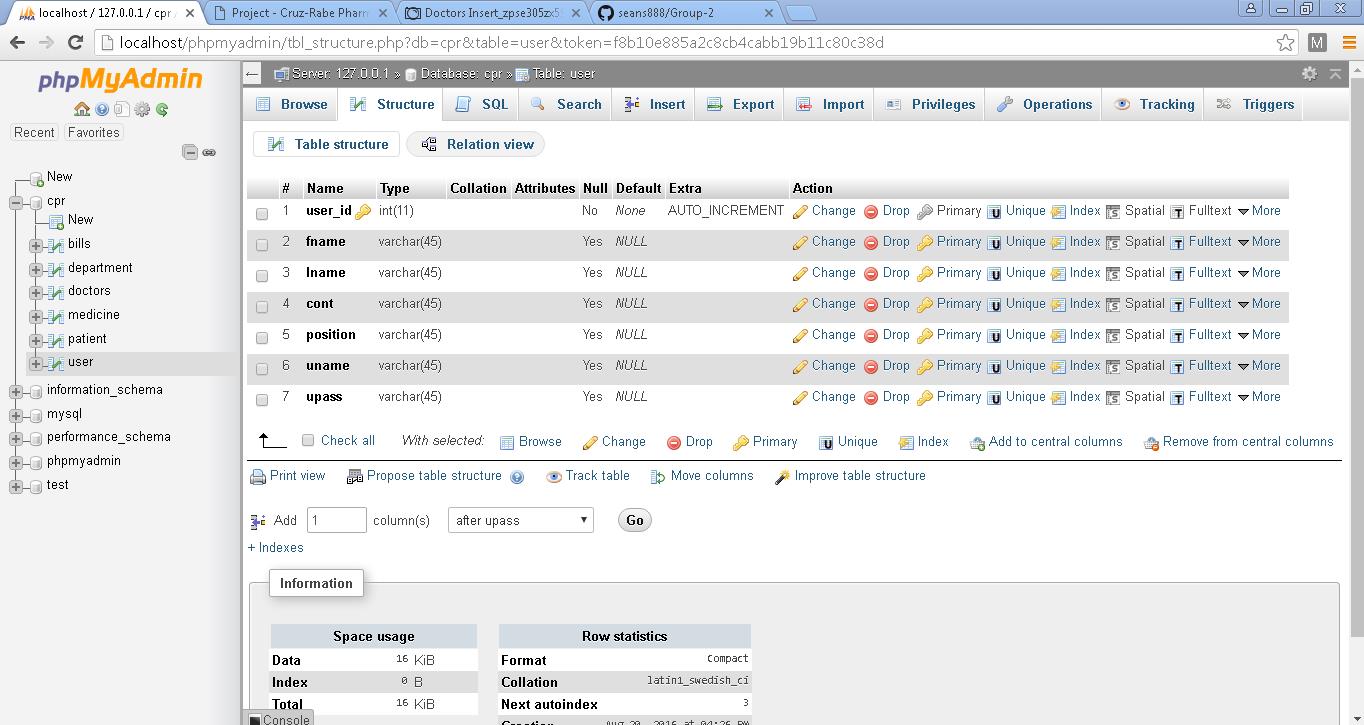 localhost / 127.0.0.1 / cpr
Project - Cruz-Rabe Pharm
Doctors Insert_zpse305zx5
seans888/Group-2
localhost/phpmyadmin/tbl_structure.php?db=cpr&table=user&token=f8b10e885a2c8cb4cabb19b11c80c38d
M
phpMyAdmin
Recent Favorites
New
cpr
New
bills
department
doctors
medicine
patient
user
information_schema
mysql
performance_schema
phpmyadmin
test
Server: 127.0.0.1 » Database: cpr » Table: user
Browse Structure SQL Search Insert Export Import Privileges Operations Tracking Triggers
Table structure Relation view
# Name Type Collation Attributes Null Default Extra Action
1 user_id int(11) No None AUTO_INCREMENT Change Drop Primary Unique Index Spatial Fulltext More
2 fname varchar(45) Yes NULL Change Drop Primary Unique Index Spatial Fulltext More
3 lname varchar(45) Yes NULL Change Drop Primary Unique Index Spatial Fulltext More
4 cont varchar(45) Yes NULL Change Drop Primary Unique Index Spatial Fulltext More
5 position varchar(45) Yes NULL Change Drop Primary Unique Index Spatial Fulltext More
6 uname varchar(45) Yes NULL Change Drop Primary Unique Index Spatial Fulltext More
7 upass varchar(45) Yes NULL Change Drop Primary Unique Index Spatial Fulltext More
Check all With selected: Browse Change Drop Primary Unique Index Add to central columns Remove from central columns
Print view Propose table structure Track table Move columns Improve table structure
Add 1 column(s) after upass Go
+ Indexes
Information
Space usage
Data 16 KiB
Index 0 B
Total 16 KiB
Row statistics
Format Compact
Collation latin1_swedish_ci
Next autoindex 3
Creation Aug 20, 2016 at 04:26 PM
Console